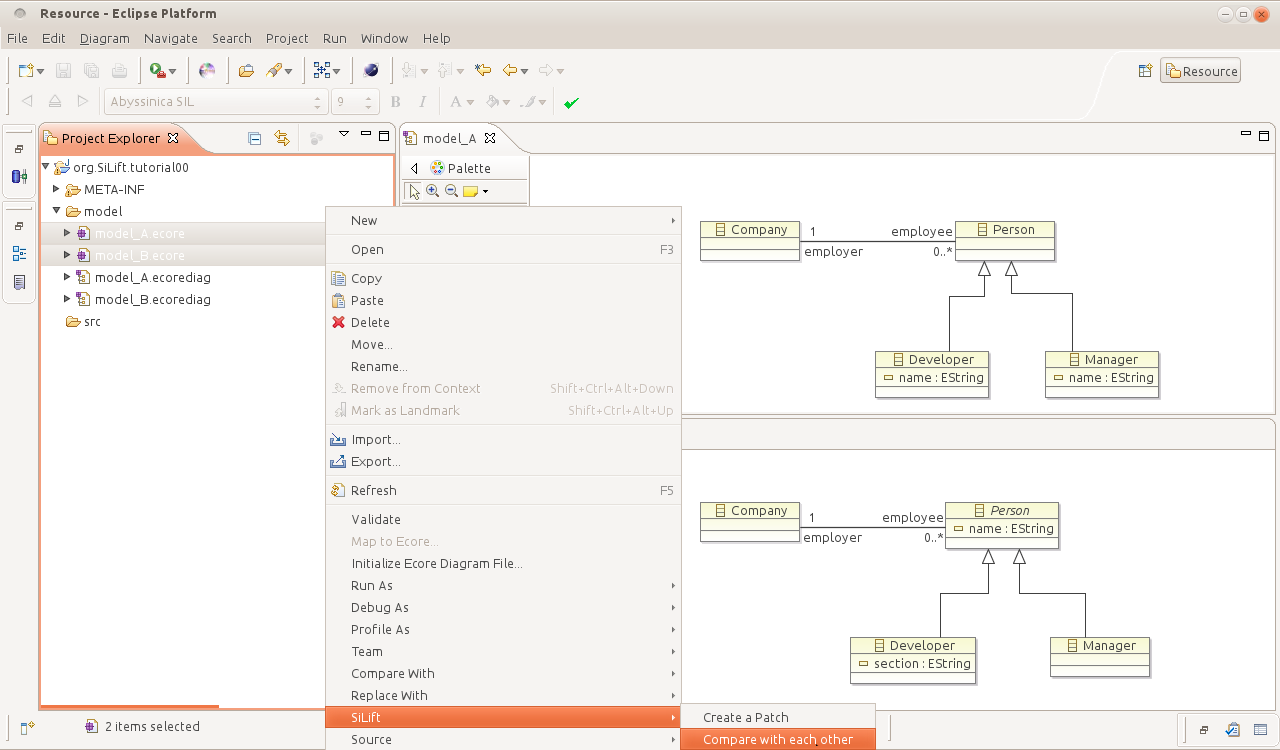 Resource - Eclipse Platform
File Edit Diagram Navigate Search Project Run Window Help
Resource
Abyssinica SIL 9 B I A
Project Explorer
model_A
org.SiLift.tutorial00
META-INF
model
model_A.ecore
model_B.ecore
model_A.ecorediag
model_B.ecorediag
src
Palette
New
Open F3
Copy
Paste
Delete
Move...
Rename...
Remove from Context Shift+Ctrl+Alt+Down
Mark as Landmark Shift+Ctrl+Alt+Up
Import...
Export...
Refresh F5
Validate
Map to Ecore...
Initialize Ecore Diagram File...
Run As
Debug As
Profile As
Team
Compare With
Replace With
SiLift
Source
Create a Patch
Compare with each other
Company 1 employee Person
employer 0..*
Developer Manager
name : EString name : EString
Company 1 employee Person
name : EString
employer 0..*
Developer Manager
section : EString
2 items selected